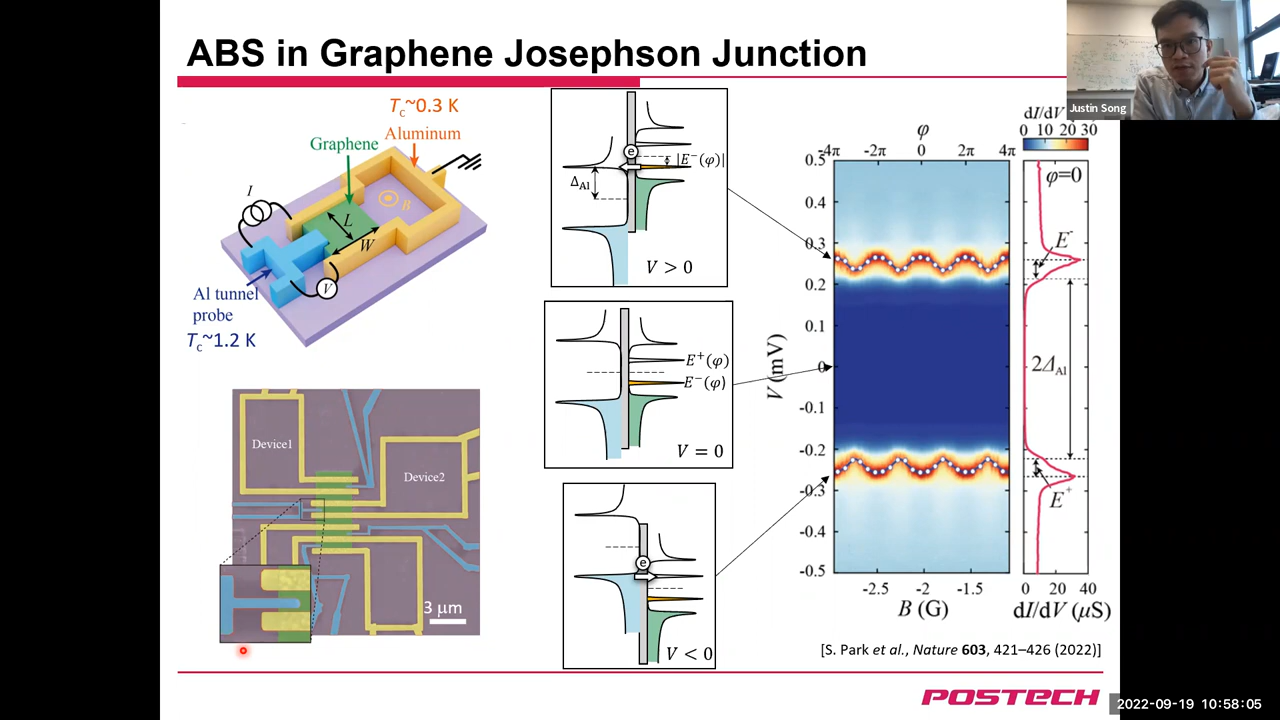 ABS in Graphene Josephson Junction
Justin Song
Tc~0.3 K
Aluminum
Graphene
I
B
L
W
V
Al tunnel
probe
Tc~1.2 K
Device1
Device2
3 μm
e
|E⁻(φ)|
Δ_Al
V > 0
E⁺(φ)
E⁻(φ)
V = 0
e
V < 0
φ
-4π -2π 0 2π 4π
0.5
0.4
0.3
0.2
0.1
0
-0.1
-0.2
-0.3
-0.4
-0.5
V (mV)
-2.5 -2 -1.5
B (G)
dI/dV
0 10 20 30
φ=0
E⁻
2Δ_Al
E⁺
0 20 40
dI/dV (μS)
[S. Park et al., Nature 603, 421–426 (2022)]
POSTECH
2022-09-19 10:58:05